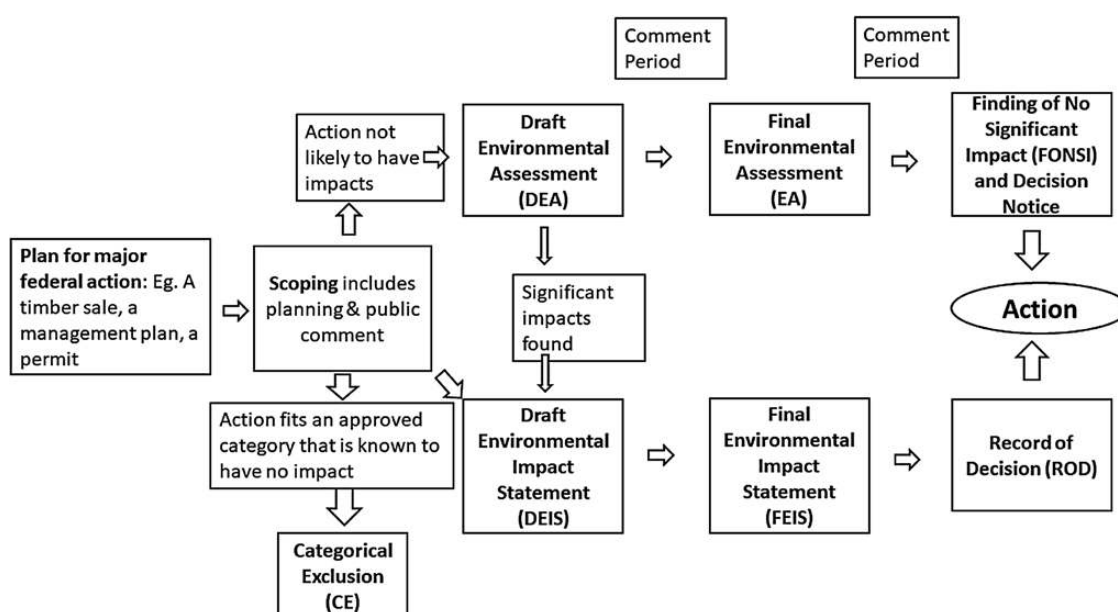 Comment
Period
Comment
Period
Action not
likely to have
impacts
Draft
Environmental
Assessment
(DEA)
Final
Environmental
Assessment
(EA)
Finding of No
Significant
Impact (FONSI)
and Decision
Notice
Plan for major
federal action: Eg. A
timber sale, a
management plan, a
permit
Scoping includes
planning & public
comment
Significant
impacts
found
Action
Action fits an approved
category that is known to
have no impact
Draft
Environmental
Impact
Statement
(DEIS)
Final
Environmental
Impact
Statement
(FEIS)
Record of
Decision (ROD)
Categorical
Exclusion
(CE)